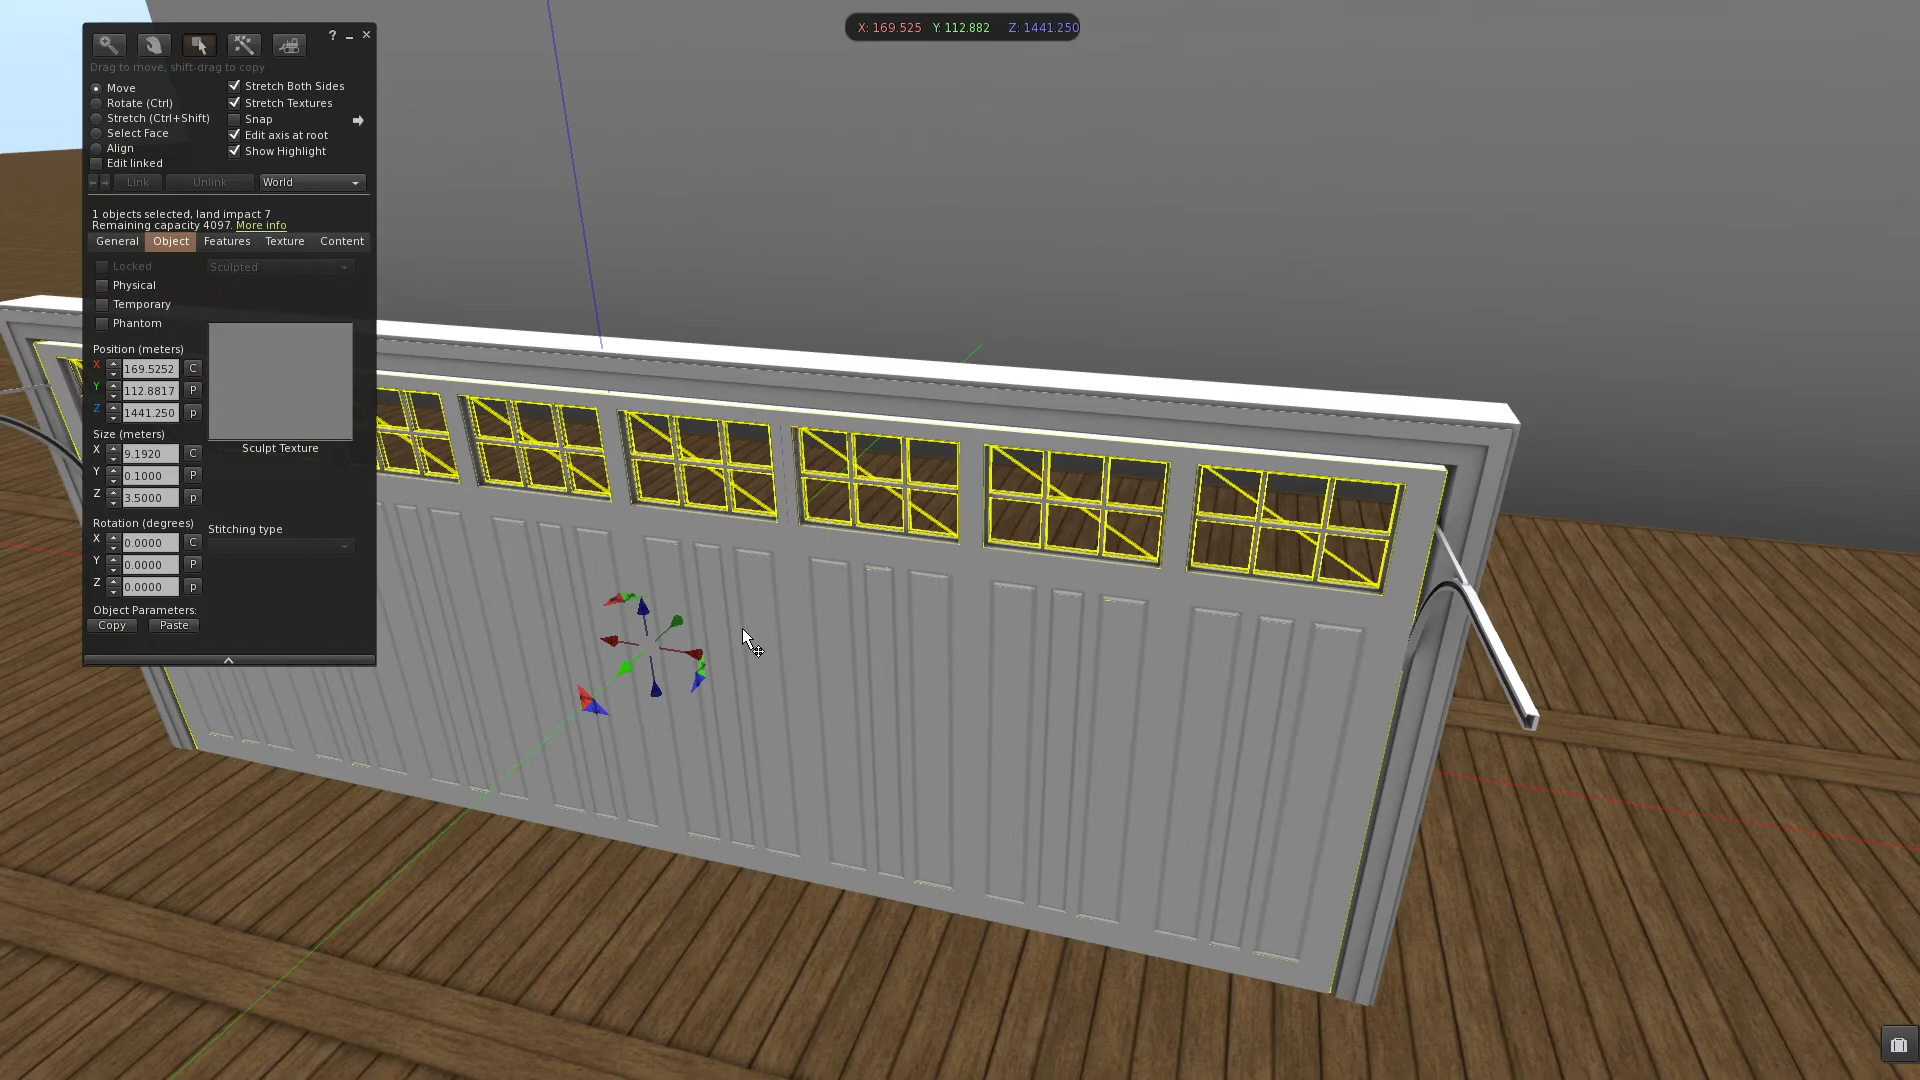 X: 169.525 Y: 112.882 Z: 1441.250
?
Drag to move, shift-drag to copy
Move
Rotate (Ctrl)
Stretch (Ctrl+Shift)
Select Face
Align
Edit linked
Stretch Both Sides
Stretch Textures
Snap
Edit axis at root
Show Highlight
Link Unlink World
1 objects selected, land impact 7
Remaining capacity 4097. More info
General Object Features Texture Content
Locked Sculpted
Physical
Temporary
Phantom
Position (meters)
X 169.5252 C
Y 112.8817 P
Z 1441.250 p
Sculpt Texture
Size (meters)
X 9.1920 C
Y 0.1000 P
Z 3.5000 p
Rotation (degrees)
Stitching type
X 0.0000 C
Y 0.0000 P
Z 0.0000 p
Object Parameters:
Copy Paste